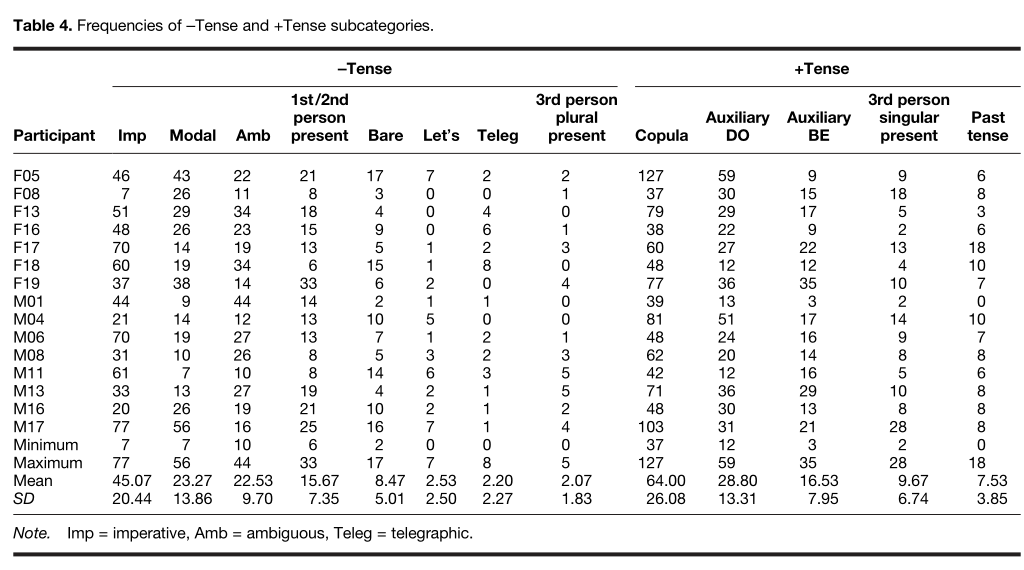 Table 4. Frequencies of –Tense and +Tense subcategories.
–Tense +Tense
1st/2nd 3rd person 3rd person
person plural Auxiliary Auxiliary singular Past
Participant Imp Modal Amb present Bare Let's Teleg present Copula DO BE present tense
F05 46 43 22 21 17 7 2 2 127 59 9 9 6
F08 7 26 11 8 3 0 0 1 37 30 15 18 8
F13 51 29 34 18 4 0 4 0 79 29 17 5 3
F16 48 26 23 15 9 0 6 1 38 22 9 2 6
F17 70 14 19 13 5 1 2 3 60 27 22 13 18
F18 60 19 34 6 15 1 8 0 48 12 12 4 10
F19 37 38 14 33 6 2 0 4 77 36 35 10 7
M01 44 9 44 14 2 1 1 0 39 13 3 2 0
M04 21 14 12 13 10 5 0 0 81 51 17 14 10
M06 70 19 27 13 7 1 2 1 48 24 16 9 7
M08 31 10 26 8 5 3 2 3 62 20 14 8 8
M11 61 7 10 8 14 6 3 5 42 12 16 5 6
M13 33 13 27 19 4 2 1 5 71 36 29 10 8
M16 20 26 19 21 10 2 1 2 48 30 13 8 8
M17 77 56 16 25 16 7 1 4 103 31 21 28 8
Minimum 7 7 10 6 2 0 0 0 37 12 3 2 0
Maximum 77 56 44 33 17 7 8 5 127 59 35 28 18
Mean 45.07 23.27 22.53 15.67 8.47 2.53 2.20 2.07 64.00 28.80 16.53 9.67 7.53
SD 20.44 13.86 9.70 7.35 5.01 2.50 2.27 1.83 26.08 13.31 7.95 6.74 3.85
Note. Imp = imperative, Amb = ambiguous, Teleg = telegraphic.